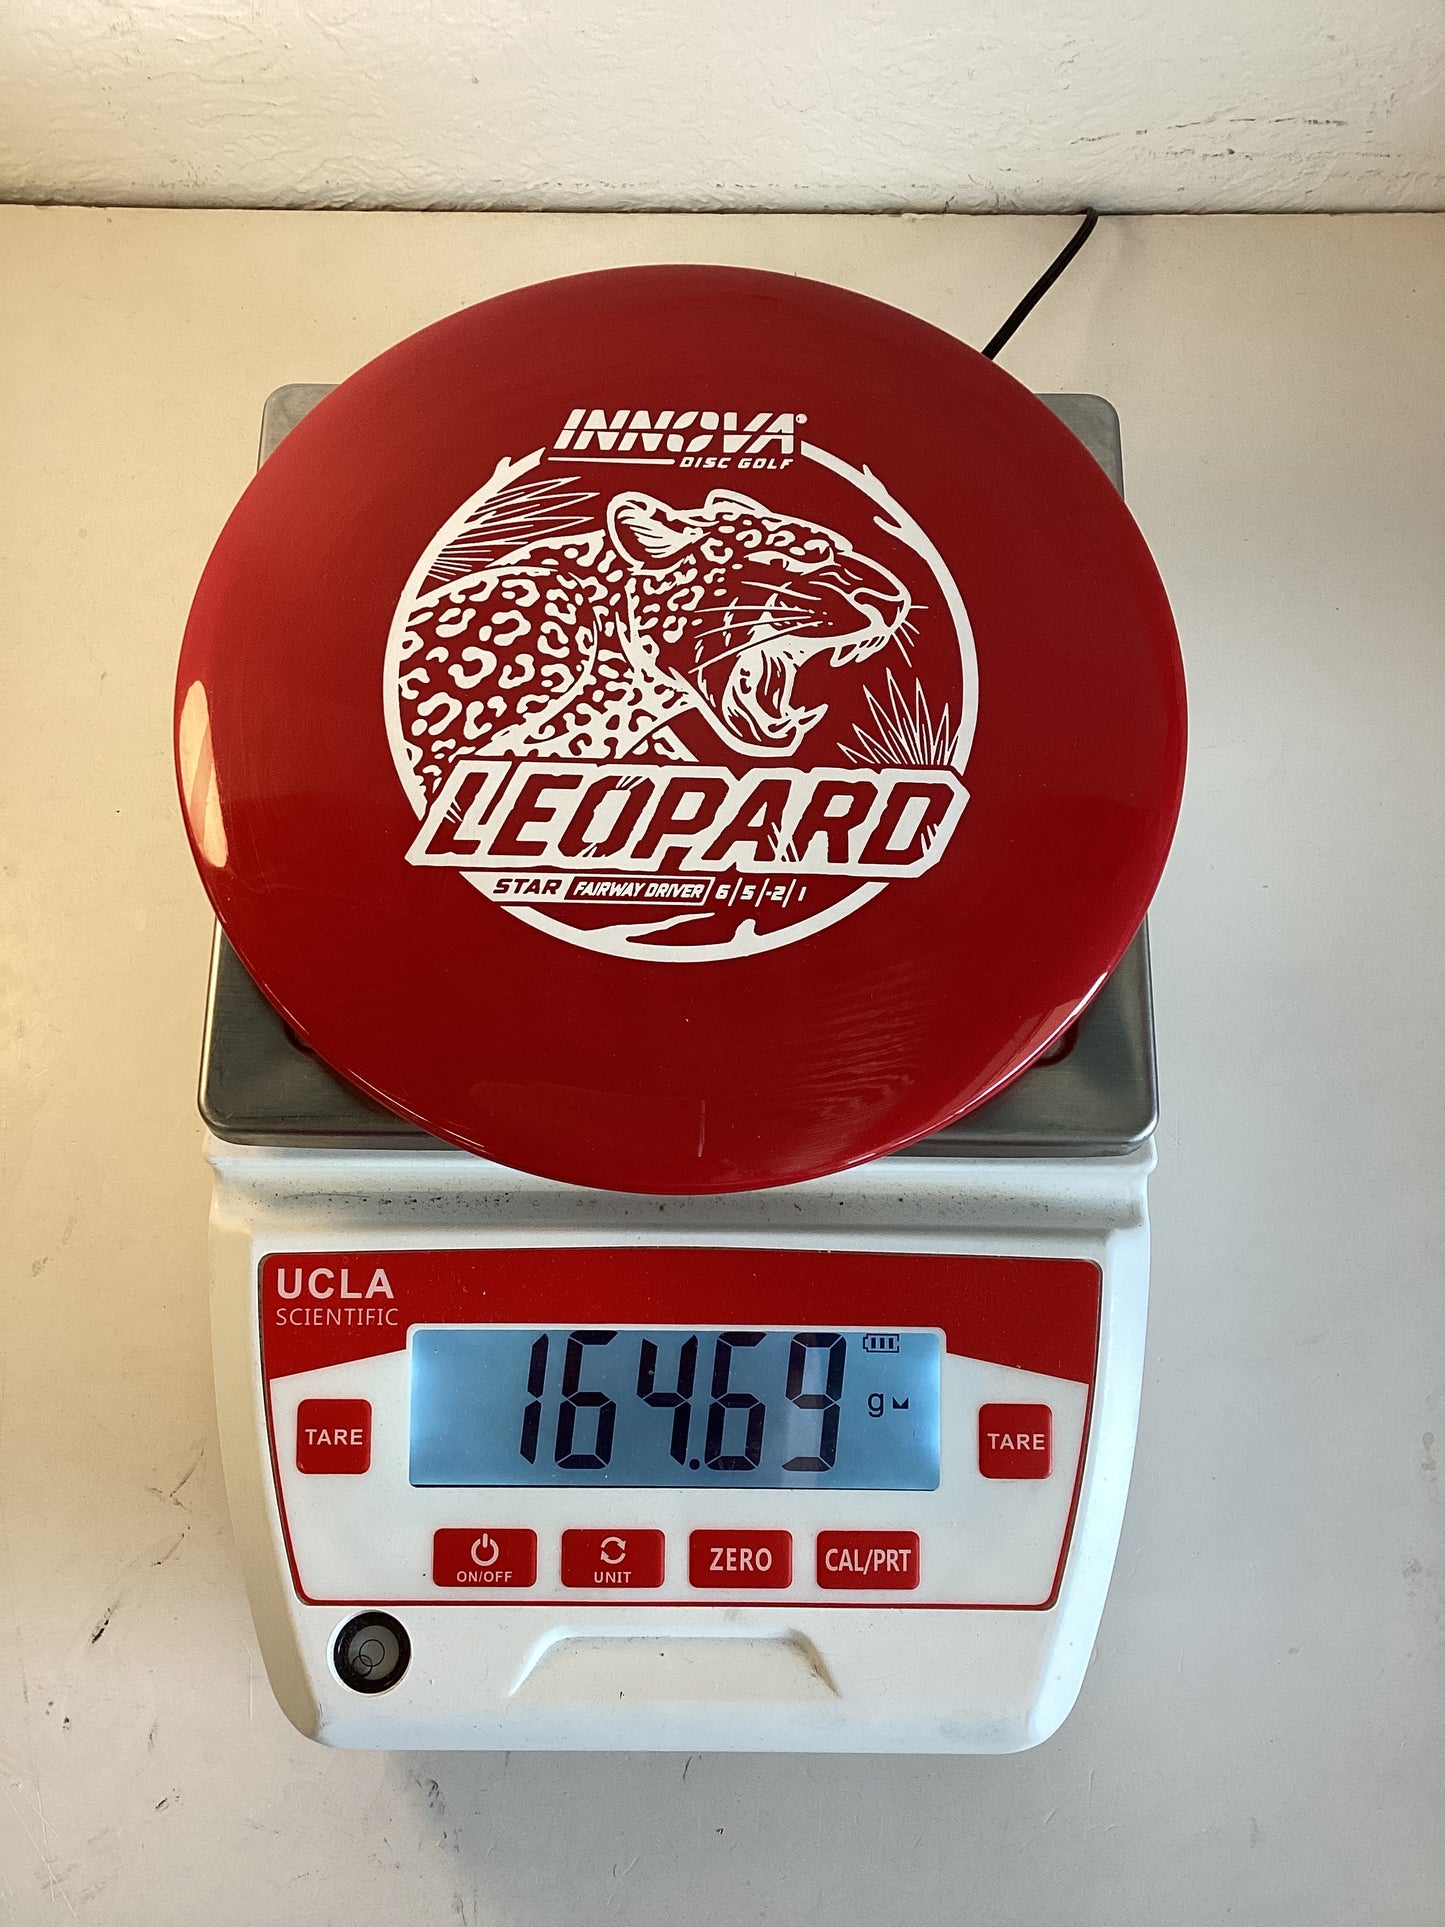 INNOVA®
DISC GOLF
LEOPARD
STAR FAIRWAY DRIVER 6|5|-2|1
UCLA
SCIENTIFIC
164.69 g
TARE
TARE
ON/OFF
UNIT
ZERO
CAL/PRT